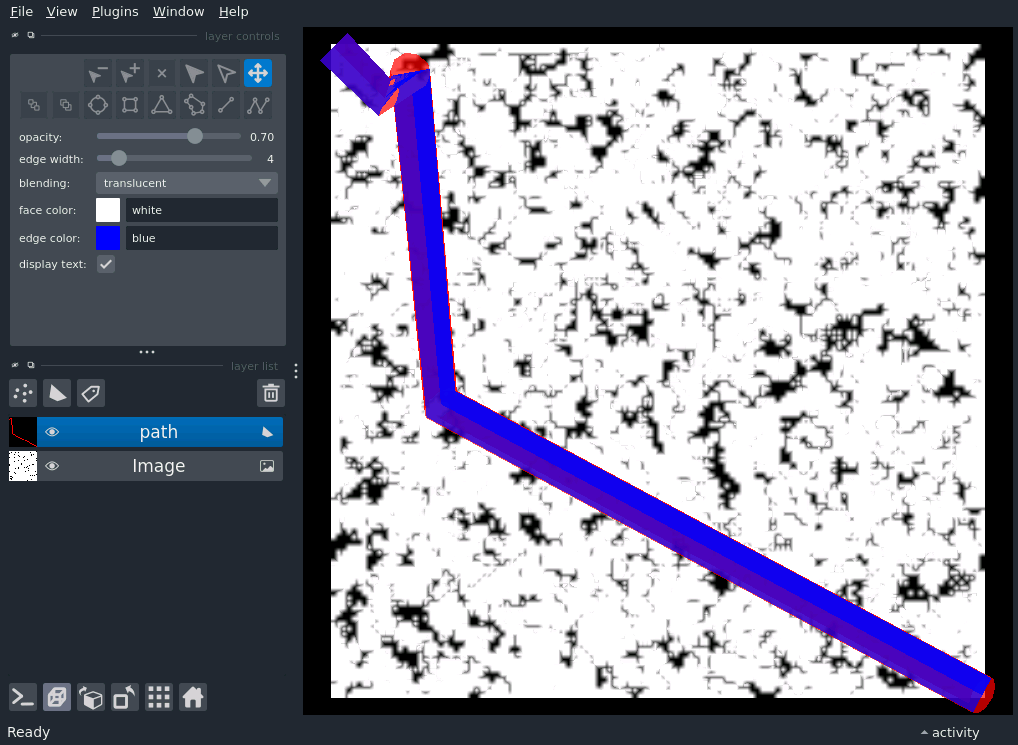 File View Plugins Window Help
layer controls
opacity: 0.70
edge width: 4
blending: translucent
face color: white
edge color: blue
display text:
layer list
path
Image
Ready activity